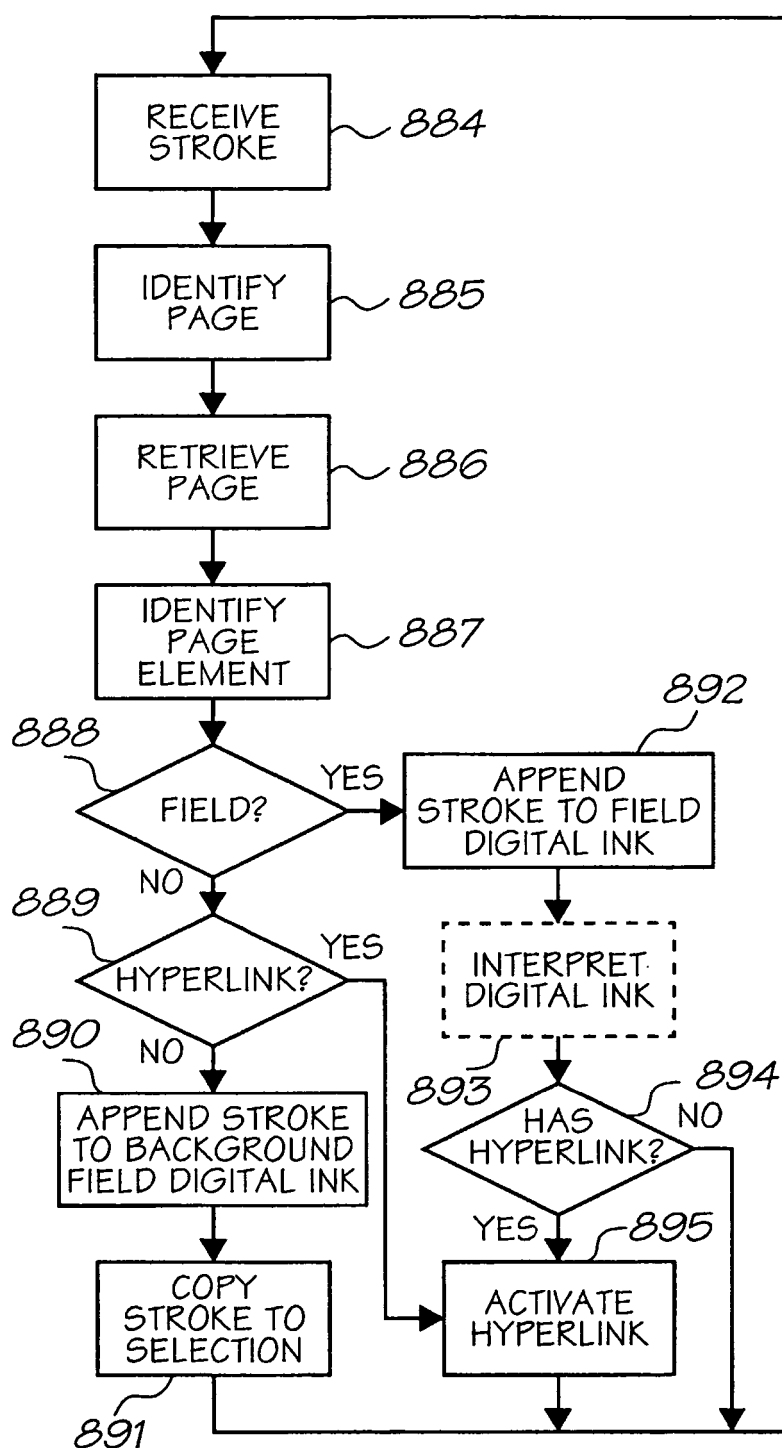 RECEIVE
STROKE
884
IDENTIFY
PAGE
885
RETRIEVE
PAGE
886
IDENTIFY
PAGE
ELEMENT
887
888
FIELD?
YES
NO
892
APPEND
STROKE TO FIELD
DIGITAL INK
889
HYPERLINK?
YES
NO
INTERPRET
DIGITAL INK
893
890
APPEND STROKE
TO BACKGROUND
FIELD DIGITAL INK
894
HAS
HYPERLINK?
NO
YES
895
COPY
STROKE TO
SELECTION
891
ACTIVATE
HYPERLINK